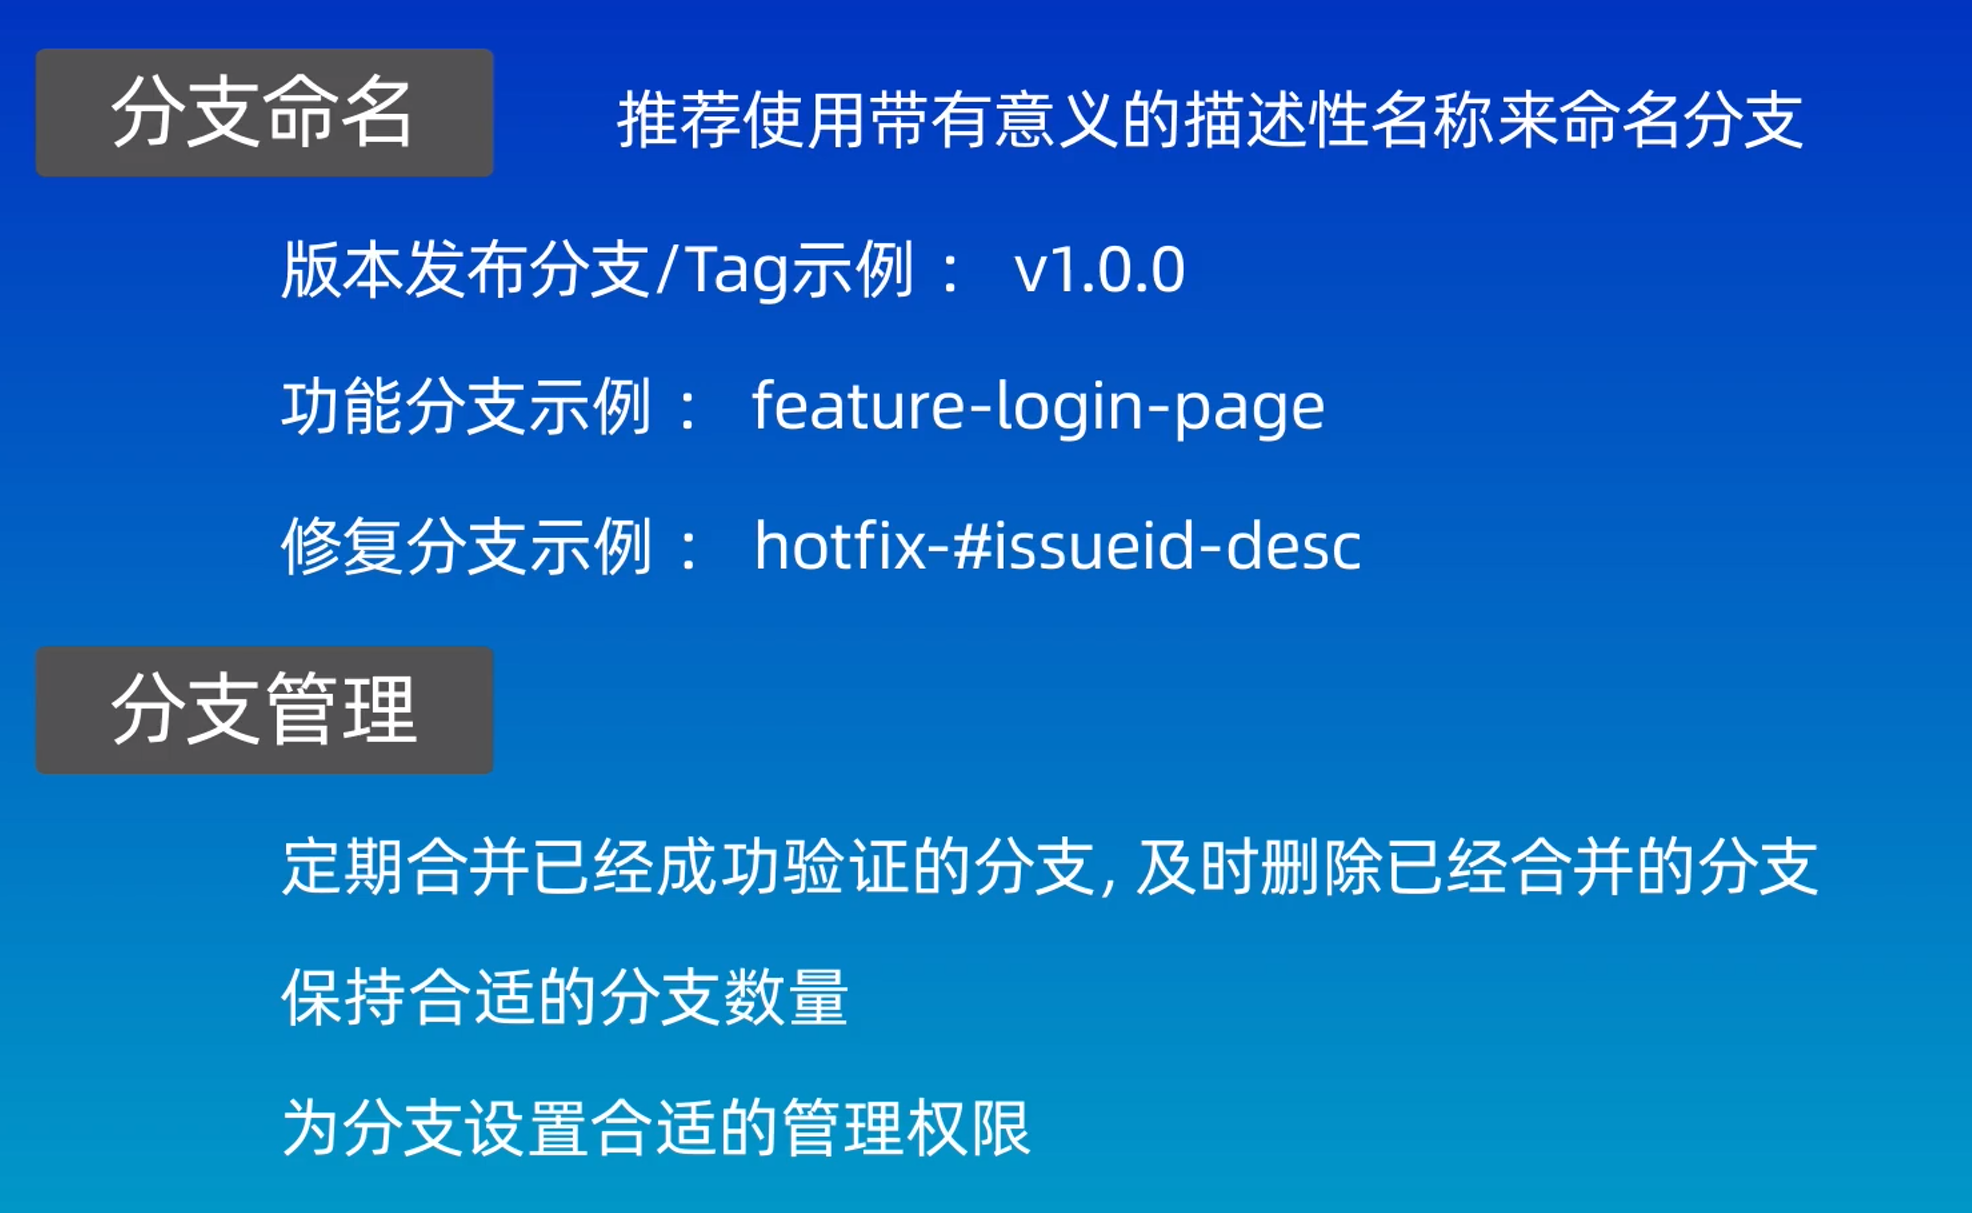 分支命名
推荐使用带有意义的描述性名称来命名分支
版本发布分支/Tag示例： v1.0.0
功能分支示例： feature-login-page
修复分支示例： hotfix-#issueid-desc
分支管理
定期合并已经成功验证的分支, 及时删除已经合并的分支
保持合适的分支数量
为分支设置合适的管理权限